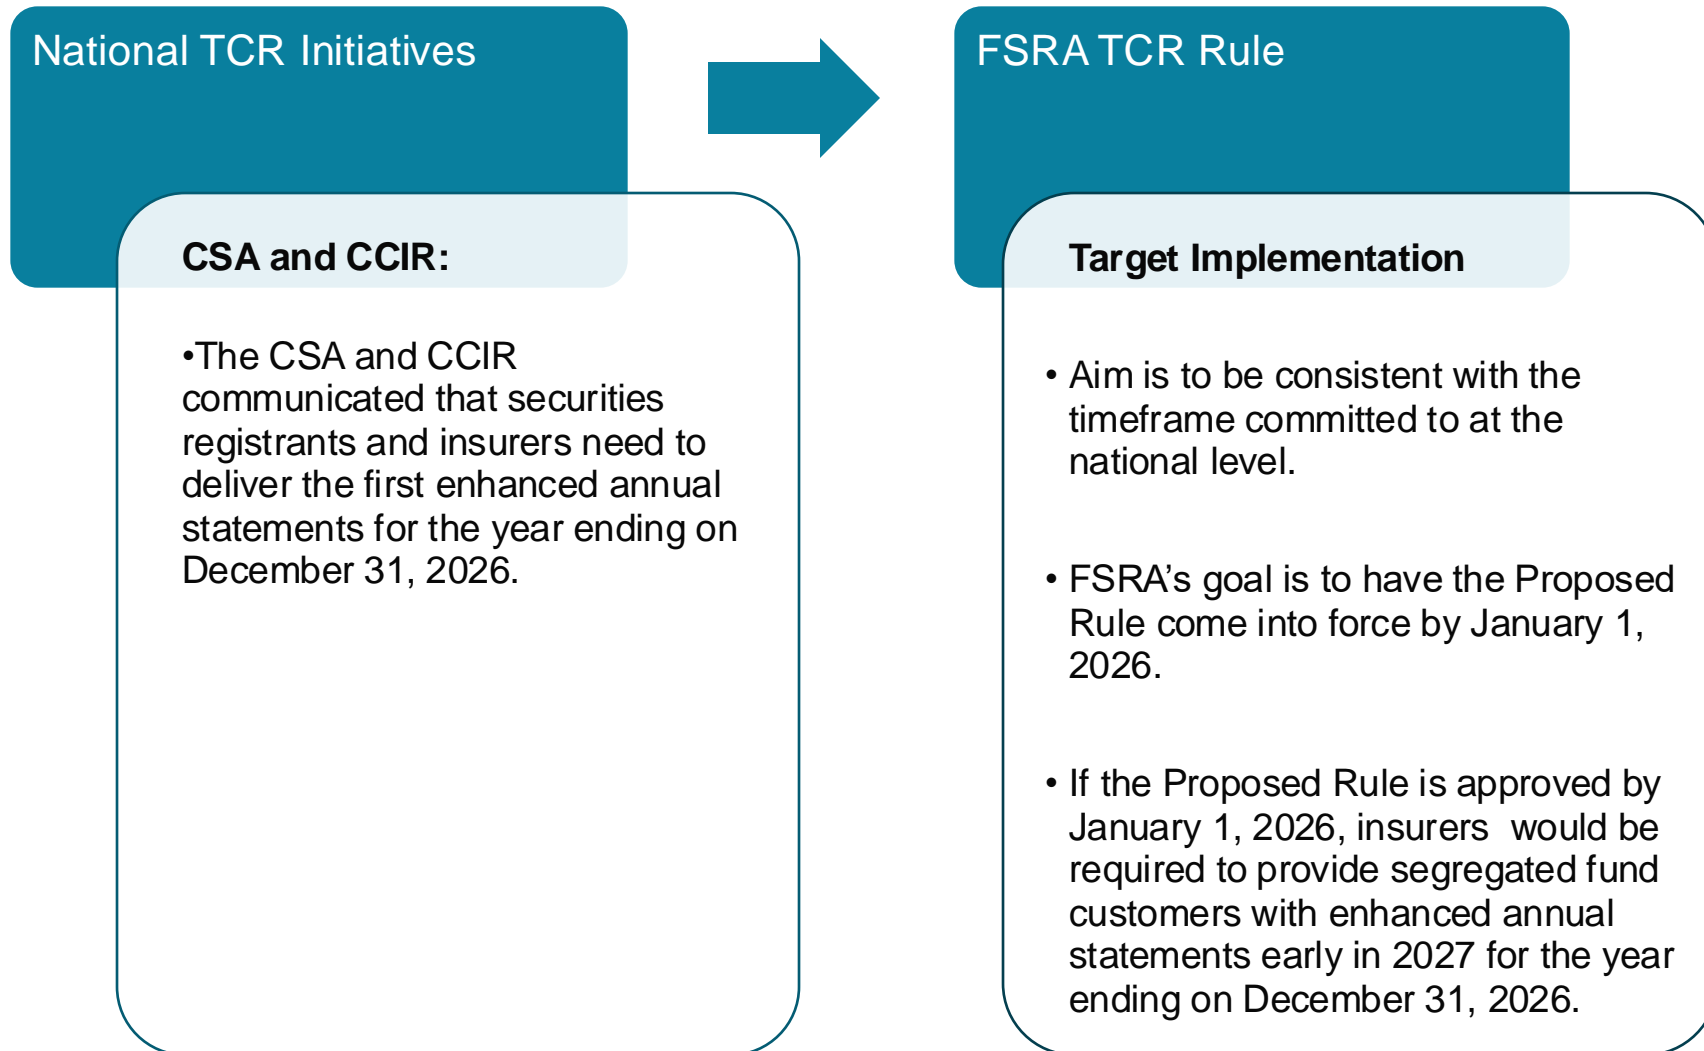 National TCR Initiatives
CSA and CCIR:
•The CSA and CCIR
communicated that securities
registrants and insurers need to
deliver the first enhanced annual
statements for the year ending on
December 31, 2026.
FSRA TCR Rule
Target Implementation
• Aim is to be consistent with the
timeframe committed to at the
national level.
• FSRA’s goal is to have the Proposed
Rule come into force by January 1,
2026.
• If the Proposed Rule is approved by
January 1, 2026, insurers  would be
required to provide segregated fund
customers with enhanced annual
statements early in 2027 for the year
ending on December 31, 2026.